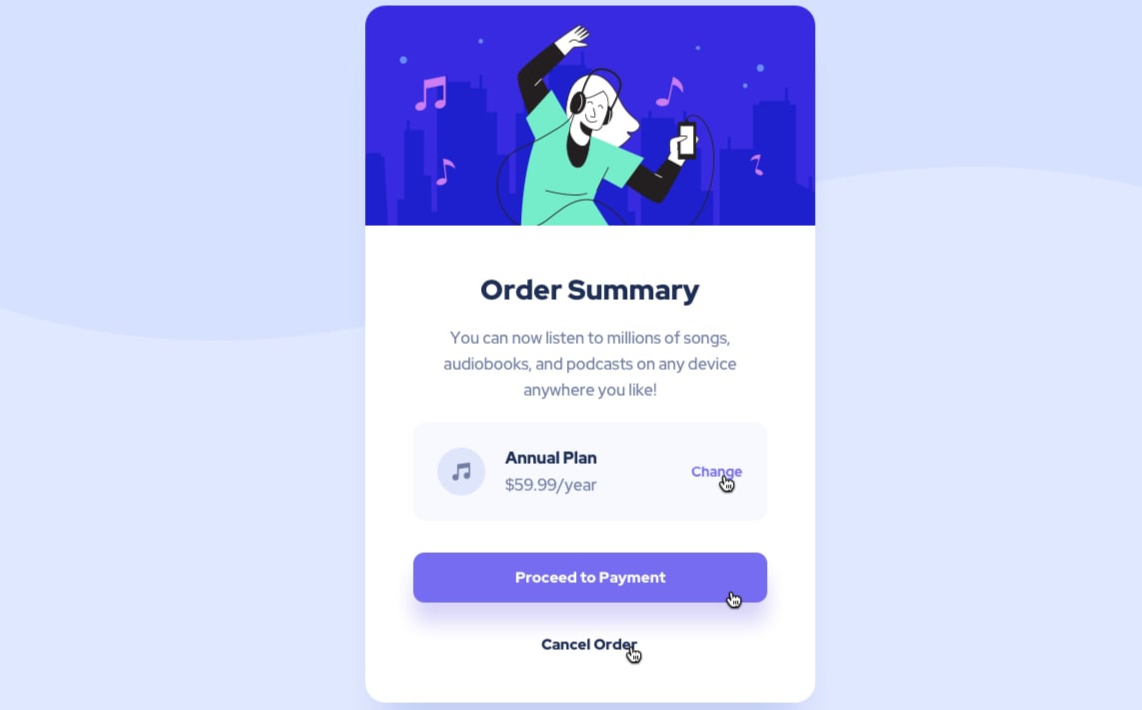 Order Summary
You can now listen to millions of songs,
audiobooks, and podcasts on any device
anywhere you like!
Annual Plan
$59.99/year
Change
Proceed to Payment
Cancel Order